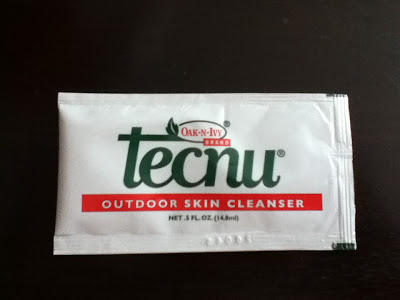 OAK-N-IVY®
BRAND
tecnu®
OUTDOOR SKIN CLEANSER
NET .5 FL. OZ. (14.8ml)